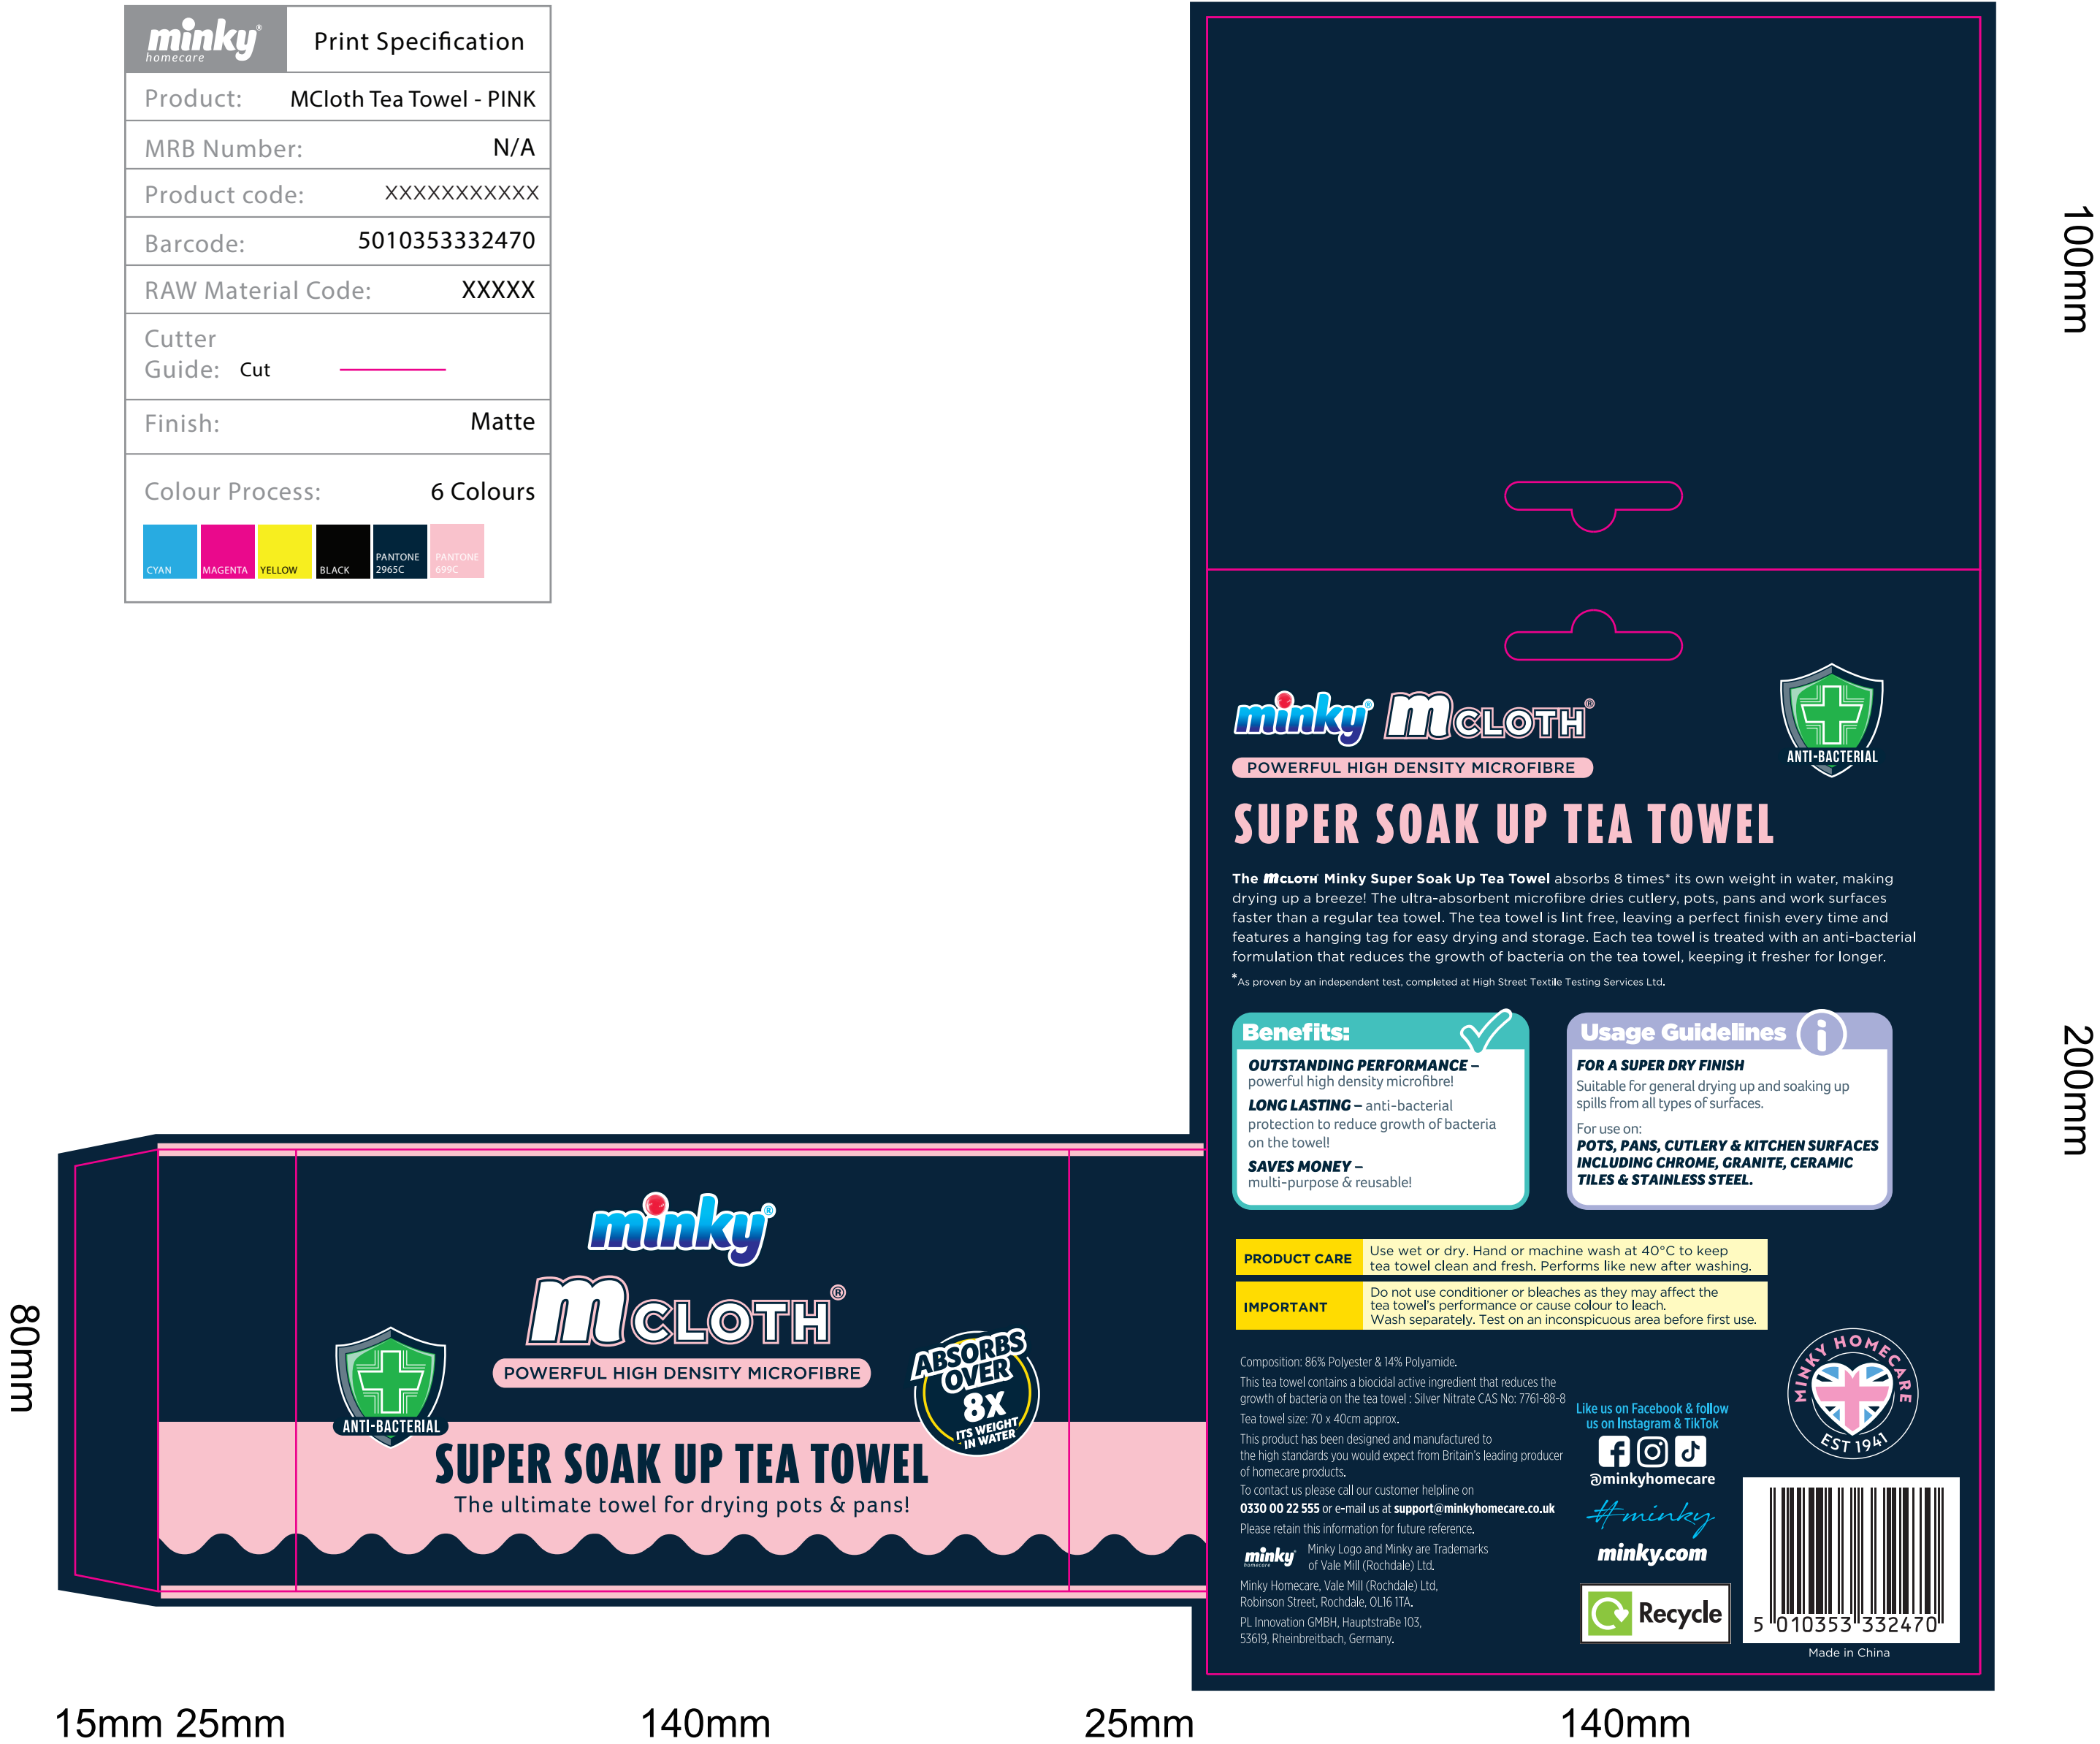 minky®
homecare
Print Specification
Product: MCloth Tea Towel - PINK
MRB Number: N/A
Product code: XXXXXXXXXXX
Barcode: 5010353332470
RAW Material Code: XXXXX
Cutter
Guide: Cut
Finish: Matte
Colour Process: 6 Colours
CYAN
MAGENTA
YELLOW
BLACK
PANTONE
2965C
PANTONE
699C
100mm
200mm
80mm
minky®
m CLOTH®
POWERFUL HIGH DENSITY MICROFIBRE
ANTI-BACTERIAL
ABSORBS
OVER
8X
ITS WEIGHT
IN WATER
SUPER SOAK UP TEA TOWEL
The ultimate towel for drying pots & pans!
minky® m CLOTH®
POWERFUL HIGH DENSITY MICROFIBRE
ANTI-BACTERIAL
SUPER SOAK UP TEA TOWEL
The m CLOTH® Minky Super Soak Up Tea Towel absorbs 8 times* its own weight in water, making
drying up a breeze! The ultra-absorbent microfibre dries cutlery, pots, pans and work surfaces
faster than a regular tea towel. The tea towel is lint free, leaving a perfect finish every time and
features a hanging tag for easy drying and storage. Each tea towel is treated with an anti-bacterial
formulation that reduces the growth of bacteria on the tea towel, keeping it fresher for longer.
*As proven by an independent test, completed at High Street Textile Testing Services Ltd.
Benefits:
OUTSTANDING PERFORMANCE –
powerful high density microfibre!
LONG LASTING – anti-bacterial
protection to reduce growth of bacteria
on the towel!
SAVES MONEY –
multi-purpose & reusable!
Usage Guidelines i
FOR A SUPER DRY FINISH
Suitable for general drying up and soaking up
spills from all types of surfaces.
For use on:
POTS, PANS, CUTLERY & KITCHEN SURFACES
INCLUDING CHROME, GRANITE, CERAMIC
TILES & STAINLESS STEEL.
PRODUCT CARE
Use wet or dry. Hand or machine wash at 40°C to keep
tea towel clean and fresh. Performs like new after washing.
IMPORTANT
Do not use conditioner or bleaches as they may affect the
tea towel's performance or cause colour to leach.
Wash separately. Test on an inconspicuous area before first use.
Composition: 86% Polyester & 14% Polyamide.
This tea towel contains a biocidal active ingredient that reduces the
growth of bacteria on the tea towel : Silver Nitrate CAS No: 7761-88-8
Tea towel size: 70 x 40cm approx.
This product has been designed and manufactured to
the high standards you would expect from Britain's leading producer
of homecare products.
To contact us please call our customer helpline on
0330 00 22 555 or e-mail us at support@minkyhomecare.co.uk
Please retain this information for future reference.
minky®
homecare
Minky Logo and Minky are Trademarks
of Vale Mill (Rochdale) Ltd.
Minky Homecare, Vale Mill (Rochdale) Ltd,
Robinson Street, Rochdale, OL16 1TA.
PL Innovation GMBH, HauptstraBe 103,
53619, Rheinbreitbach, Germany.
Like us on Facebook & follow
us on Instagram & TikTok
@minkyhomecare
#minky
minky.com
Recycle
MINKY HOMECARE
EST 1941
5 010353 332470
Made in China
15mm 25mm 140mm 25mm 140mm